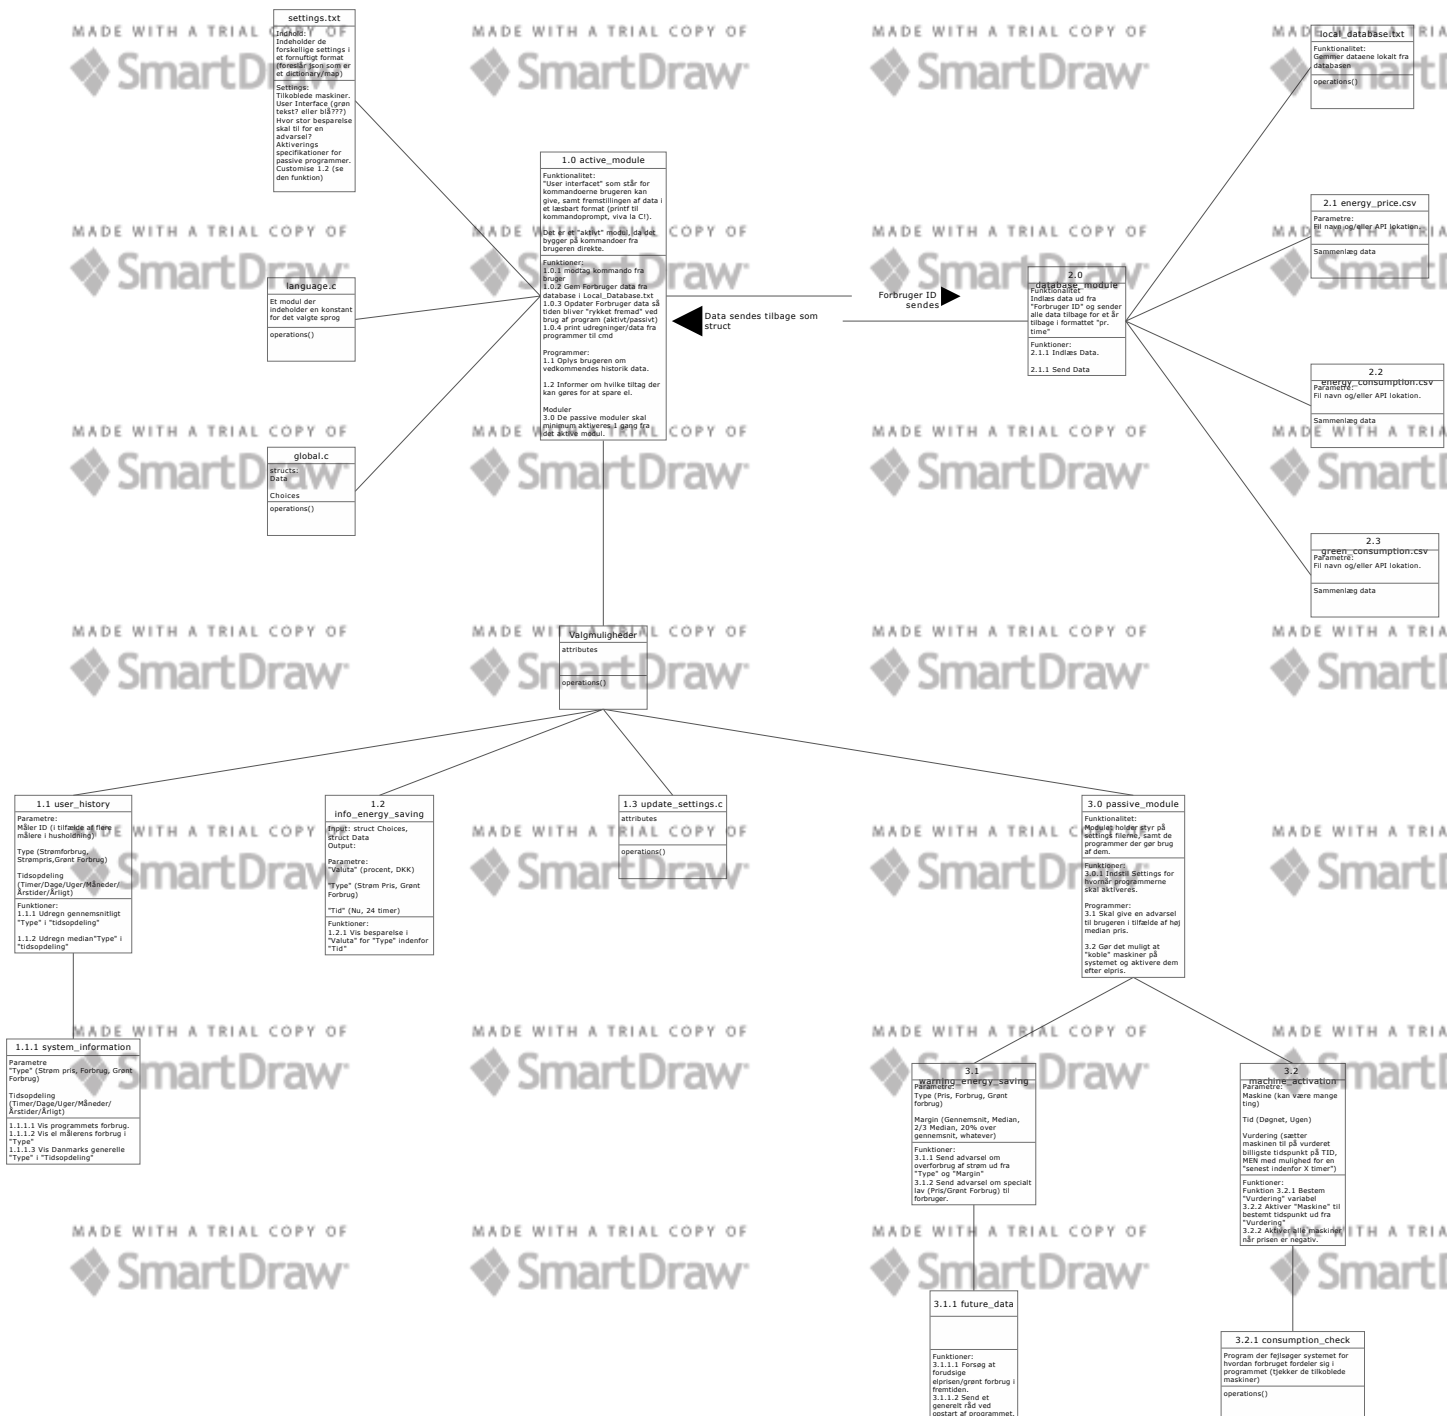 settings.txt
Indhold:
Indeholder de
forskellige settings i
et fornuftigt format
(foreslår Json som er
et dictionary/map)
Settings:
Tilkoblede maskiner.
User Interface (grøn
tekst? eller blå???)
Hvor stor besparelse
skal til for en
advarsel?
Aktiverings
specifikationer for
passive programmer.
Customise 1.2 (se
den funktion)
language.c
Et modul der
indeholder en konstant
for det valgte sprog
operations()
global.c
structs:
Data
Choices
operations()
1.0 active_module
Funktionalitet:
"User interfacet" som står for
kommandoerne brugeren kan
give, samt fremstillingen af data i
et læsbart format (printf til
kommandoprompt, viva la C!).
Det er et "aktivt" modul, da det
bygger på kommandoer fra
brugeren direkte.
Funktioner:
1.0.1 modtag kommando fra
bruger
1.0.2 Gem Forbruger data fra
database i Local_Database.txt
1.0.3 Opdater Forbruger data så
tiden bliver "rykket fremad" ved
brug af program (aktivt/passivt)
1.0.4 print udregninger/data fra
programmer til cmd
Programmer:
1.1 Oplys brugeren om
vedkommendes historik data.
1.2 Informer om hvilke tiltag der
kan gøres for at spare el.
Moduler
3.0 De passive moduler skal
minimum aktiveres 1 gang fra
det aktive modul.
Forbruger ID
sendes
Data sendes tilbage som
struct
2.0
database_module
Funktionalitet
Indlæs data ud fra
"Forbruger ID" og sender
alle data tilbage for et år
tilbage i formattet "pr.
time"
Funktioner:
2.1.1 Indlæs Data.
2.1.1 Send Data
local_database.txt
Funktionalitet:
Gemmer dataene lokalt fra
databasen
operations()
2.1 energy_price.csv
Parametre:
Fil navn og/eller API lokation.
Sammenlæg data
2.2
energy_consumption.csv
Parametre:
Fil navn og/eller API lokation.
Sammenlæg data
2.3
green_consumption.csv
Parametre:
Fil navn og/eller API lokation.
Sammenlæg data
Valgmuligheder
attributes
operations()
1.1 user_history
Parametre:
Måler ID (i tilfælde af flere
målere i husholdning)
Type (Strømforbrug,
Strømpris,Grønt Forbrug)
Tidsopdeling
(Timer/Dage/Uger/Måneder/
Årstider/Årligt)
Funktioner:
1.1.1 Udregn gennemsnitligt
"Type" i "tidsopdeling"
1.1.2 Udregn median"Type" i
"tidsopdeling"
1.1.1 system_information
Parametre
"Type" (Strøm pris, Forbrug, Grønt
Forbrug)
Tidsopdeling
(Timer/Dage/Uger/Måneder/
Årstider/Årligt)
1.1.1.1 Vis programmets forbrug.
1.1.1.2 Vis el målerens forbrug i
"Type"
1.1.1.3 Vis Danmarks generelle
"Type" i "Tidsopdeling"
1.2
info_energy_saving
Input: struct Choices,
struct Data
Output:
Parametre:
"Valuta" (procent, DKK)
"Type" (Strøm Pris, Grønt
Forbrug)
"Tid" (Nu, 24 timer)
Funktioner:
1.2.1 Vis besparelse i
"Valuta" for "Type" indenfor
"Tid"
1.3 update_settings.c
attributes
operations()
3.0 passive_module
Funktionalitet:
Modulet holder styr på
settings filerne, samt de
programmer der gør brug
af dem.
Funktioner:
3.0.1 Indstil Settings for
hvornår programmerne
skal aktiveres.
Programmer:
3.1 Skal give en advarsel
til brugeren i tilfælde af høj
median pris.
3.2 Gør det muligt at
"koble" maskiner på
systemet og aktivere dem
efter elpris.
3.1
warning_energy_saving
Parametre:
Type (Pris, Forbrug, Grønt
forbrug)
Margin (Gennemsnit, Median,
2/3 Median, 20% over
gennemsnit, whatever)
Funktioner:
3.1.1 Send advarsel om
overforbrug af strøm ud fra
"Type" og "Margin"
3.1.2 Send advarsel om specialt
lav (Pris/Grønt Forbrug) til
forbruger.
3.1.1 future_data
Funktioner:
3.1.1.1 Forsøg at
forudsige
elprisen/grønt forbrug i
fremtiden.
3.1.1.2 Send et
generelt råd ved
opstart af programmet.
3.2
machine_activation
Parametre:
Maskine (kan være mange
ting)
Tid (Døgnet, Ugen)
Vurdering (sætter
maskinen til på vurderet
billigste tidspunkt på TID,
MEN med mulighed for en
"senest indenfor X timer")
Funktioner:
Funktion 3.2.1 Bestem
"Vurdering" variabel
3.2.2 Aktiver "Maskine" til
bestemt tidspunkt ud fra
"Vurdering"
3.2.2 Aktiver alle maskiner
når prisen er negativ.
3.2.1 consumption_check
Program der fejlsøger systemet for
hvordan forbruget fordeler sig i
programmet (tjekker de tilkoblede
maskiner)
operations()
MADE WITH A TRIAL COPY OF
SmartDraw